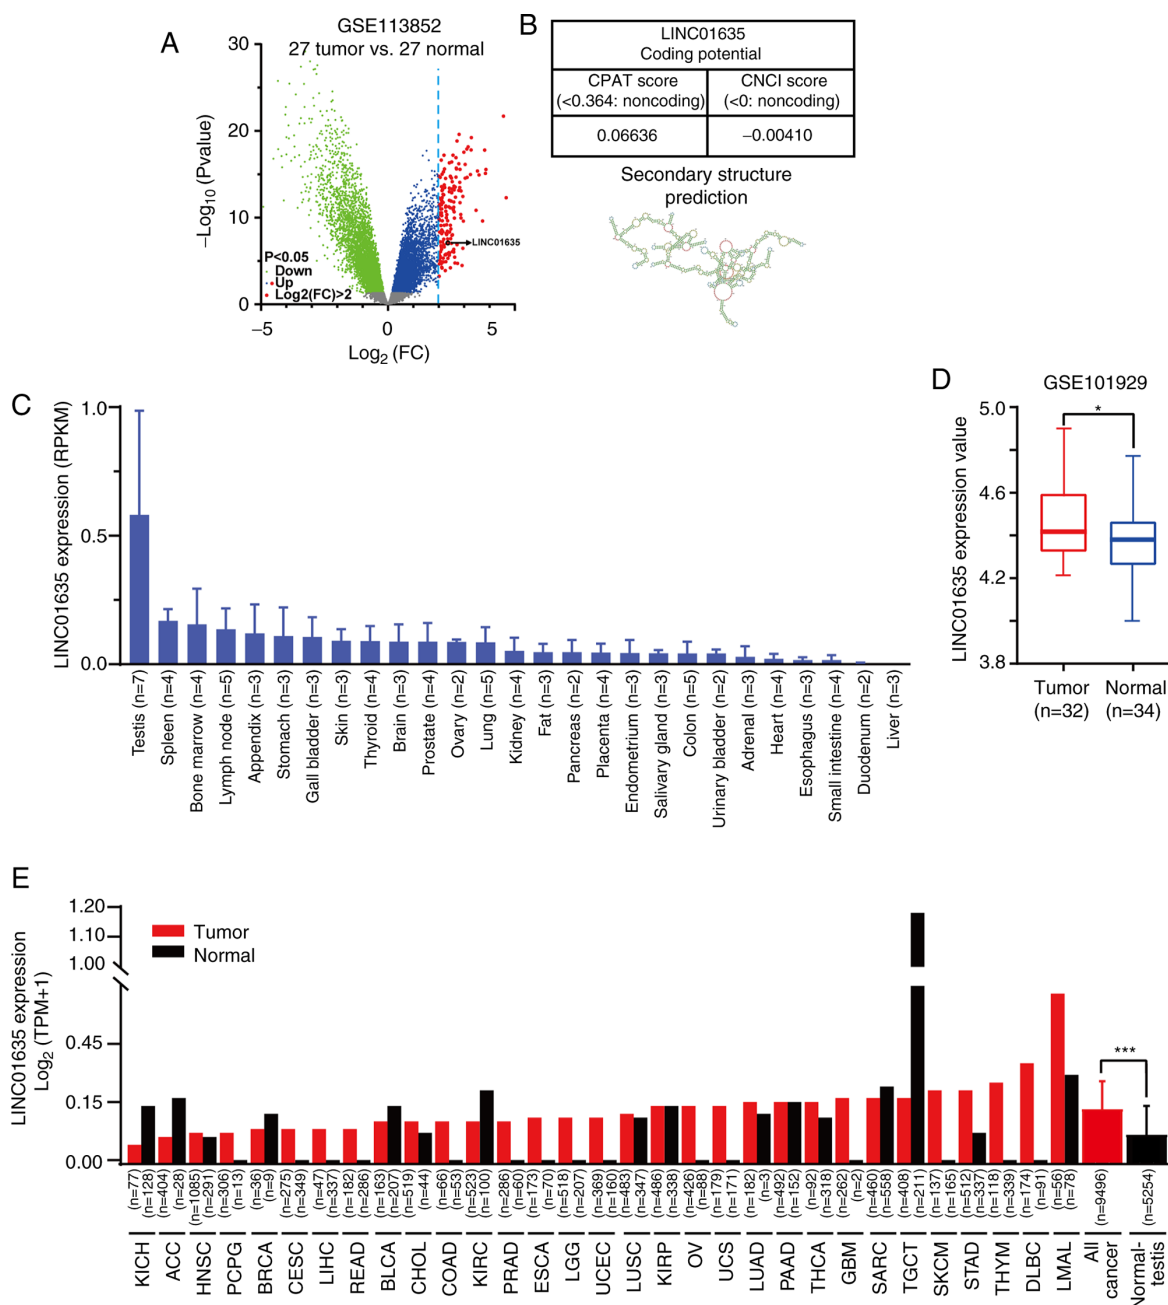 A
GSE113852
27 tumor vs. 27 normal
30
20
10
0
−Log10 (Pvalue)
P<0.05
Down
Up
Log2(FC)>2
LINC01635
−5
0
5
Log2 (FC)
B
LINC01635
Coding potential
CPAT score
(<0.364: noncoding)
CNCI score
(<0: noncoding)
0.06636
−0.00410
Secondary structure
prediction
C
LINC01635 expression (RPKM)
1.0
0.5
0.0
Testis (n=7)
Spleen (n=4)
Bone marrow (n=4)
Lymph node (n=5)
Appendix (n=3)
Stomach (n=3)
Gall bladder (n=3)
Skin (n=3)
Thyroid (n=4)
Brain (n=3)
Prostate (n=4)
Ovary (n=2)
Lung (n=5)
Kidney (n=4)
Fat (n=3)
Pancreas (n=2)
Placenta (n=4)
Endometrium (n=3)
Salivary gland (n=3)
Colon (n=5)
Urinary bladder (n=2)
Adrenal (n=3)
Heart (n=4)
Esophagus (n=3)
Small intestine (n=4)
Duodenum (n=2)
Liver (n=3)
D
GSE101929
LINC01635 expression value
5.0
4.6
4.2
3.8
*
Tumor
(n=32)
Normal
(n=34)
E
LINC01635 expression
Log2 (TPM+1)
1.20
1.10
1.00
0.45
0.15
0.00
Tumor
Normal
***
(n=77)
(n=128)
(n=404)
(n=28)
(n=1085)
(n=291)
(n=306)
(n=13)
(n=36)
(n=9)
(n=275)
(n=349)
(n=47)
(n=337)
(n=182)
(n=286)
(n=163)
(n=207)
(n=519)
(n=44)
(n=66)
(n=53)
(n=523)
(n=100)
(n=286)
(n=60)
(n=173)
(n=70)
(n=518)
(n=207)
(n=369)
(n=160)
(n=483)
(n=347)
(n=486)
(n=338)
(n=426)
(n=88)
(n=179)
(n=171)
(n=182)
(n=3)
(n=492)
(n=152)
(n=92)
(n=318)
(n=262)
(n=2)
(n=460)
(n=558)
(n=408)
(n=211)
(n=137)
(n=165)
(n=512)
(n=337)
(n=118)
(n=339)
(n=174)
(n=91)
(n=56)
(n=78)
(n=9496)
(n=5254)
KICH
ACC
HNSC
PCPG
BRCA
CESC
LIHC
READ
BLCA
CHOL
COAD
KIRC
PRAD
ESCA
LGG
UCEC
LUSC
KIRP
OV
UCS
LUAD
PAAD
THCA
GBM
SARC
TGCT
SKCM
STAD
THYM
DLBC
LMAL
All
cancer
Normal-
testis